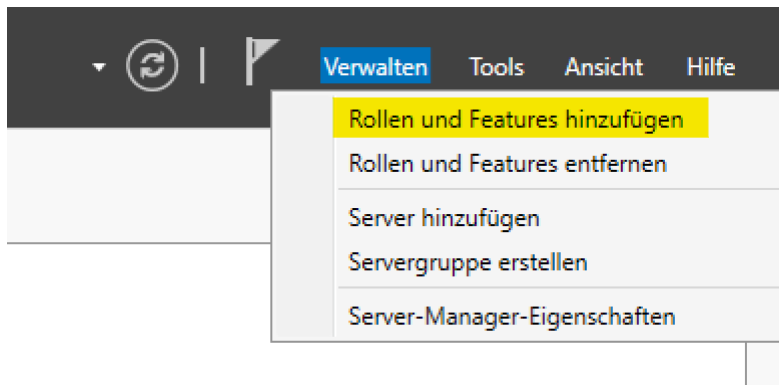 Verwalten Tools Ansicht Hilfe
Rollen und Features hinzufügen
Rollen und Features entfernen
Server hinzufügen
Servergruppe erstellen
Server-Manager-Eigenschaften